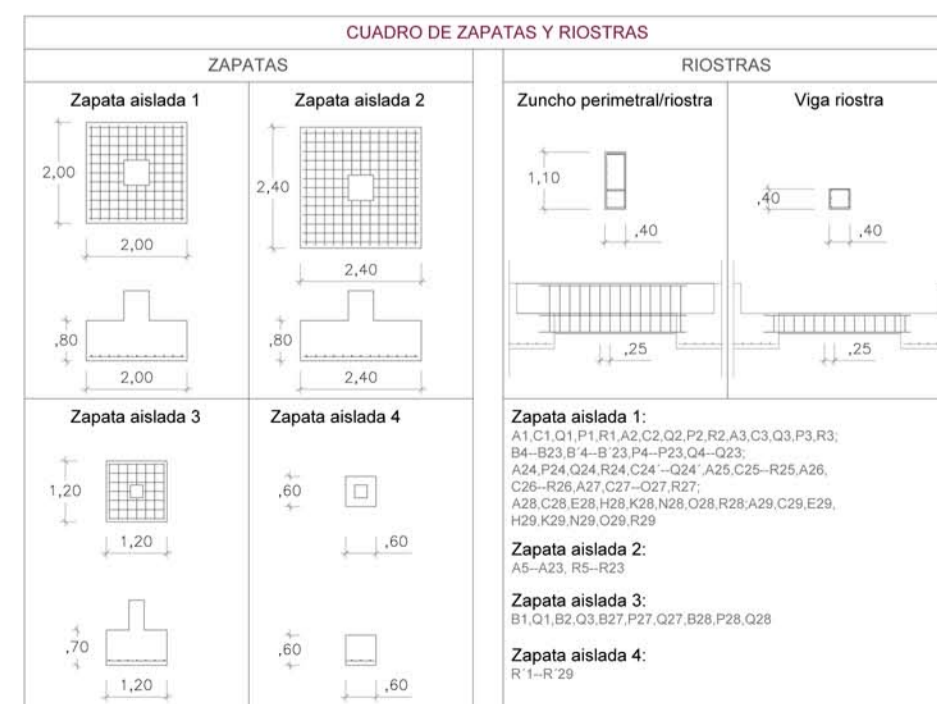 CUADRO DE ZAPATAS Y RIOSTRAS
ZAPATAS
RIOSTRAS
Zapata aislada 1
Zapata aislada 2
Zuncho perimetral/riostra
Viga riostra
2,00
2,00
,80
2,00
2,40
2,40
,80
2,40
1,10
,40
,25
,40
,40
,25
Zapata aislada 3
Zapata aislada 4
1,20
1,20
,70
1,20
,60
,60
,60
,60
Zapata aislada 1:
A1,C1,Q1,P1,R1,A2,C2,Q2,P2,R2,A3,C3,Q3,P3,R3;
B4--B23,B´4--B´23,P4--P23,Q4--Q23;
A24,P24,Q24,R24,C24´--Q24´,A25,C25--R25,A26,
C26--R26,A27,C27--O27,R27;
A28,C28,E28,H28,K28,N28,O28,R28;A29,C29,E29,
H29,K29,N29,O29,R29
Zapata aislada 2:
A5--A23, R5--R23
Zapata aislada 3:
B1,Q1,B2,Q3,B27,P27,Q27,B28,P28,Q28
Zapata aislada 4:
R´1--R´29